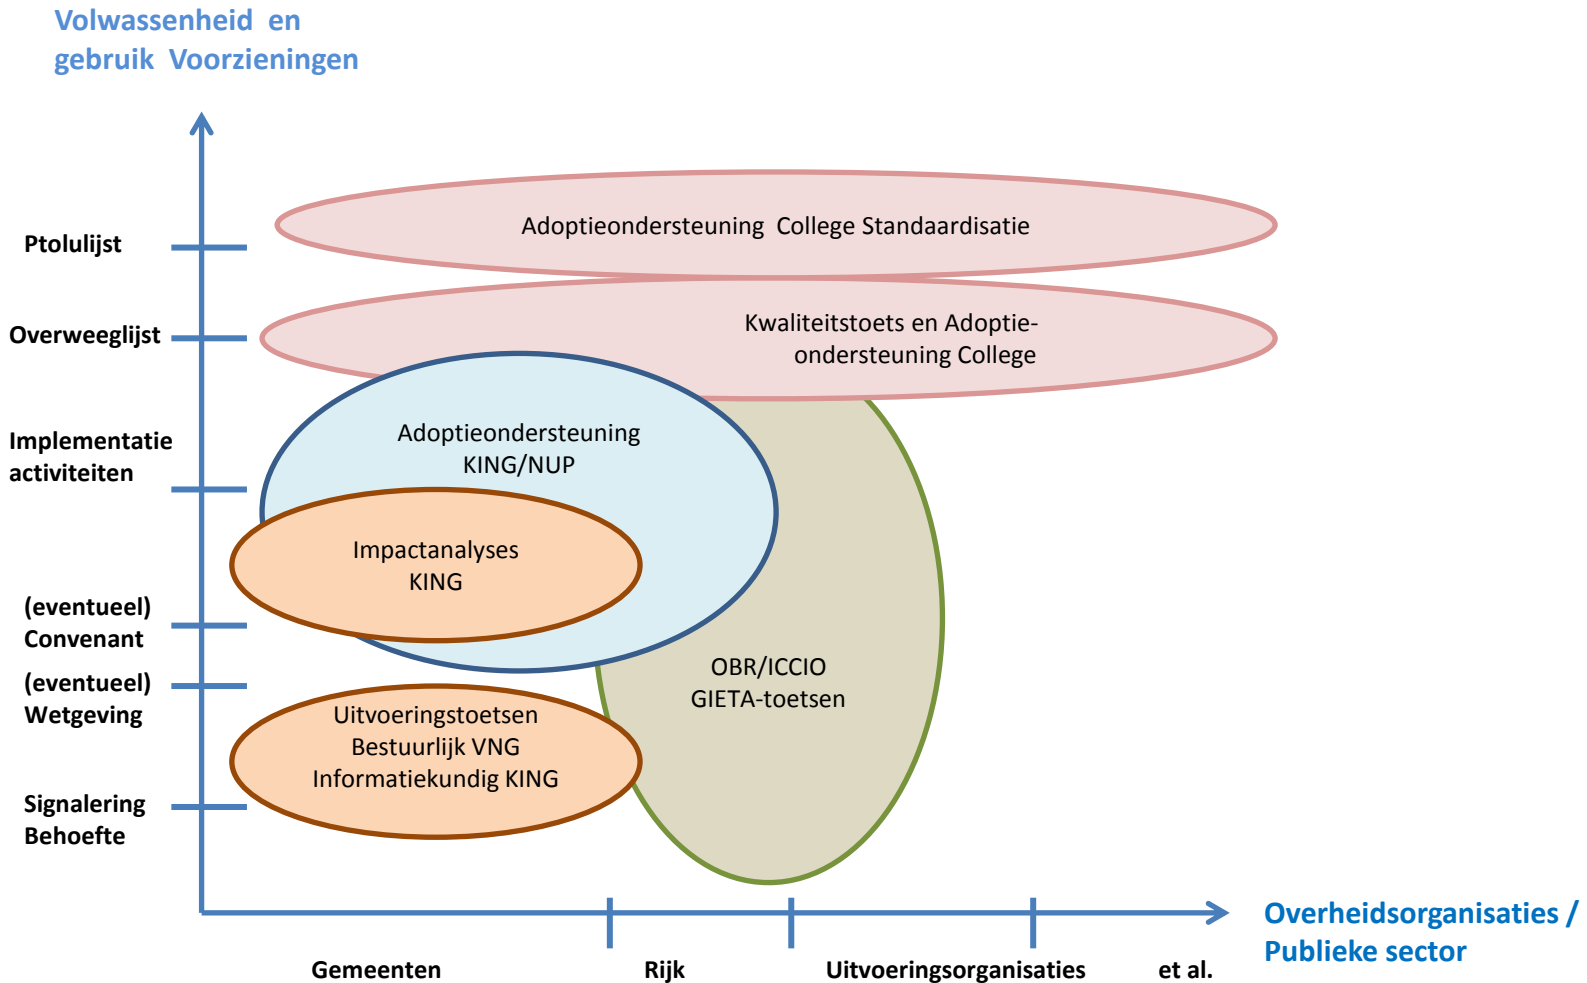 Volwassenheid en
gebruik Voorzieningen
Ptolulijst
Overweeglijst
Implementatie
activiteiten
(eventueel)
Convenant
(eventueel)
Wetgeving
Signalering
Behoefte
Adoptieondersteuning College Standaardisatie
Kwaliteitstoets en Adoptie-
ondersteuning College
Adoptieondersteuning
KING/NUP
Impactanalyses
KING
OBR/ICCIO
GIETA-toetsen
Uitvoeringstoetsen
Bestuurlijk VNG
Informatiekundig KING
Gemeenten
Rijk
Uitvoeringsorganisaties
et al.
Overheidsorganisaties /
Publieke sector